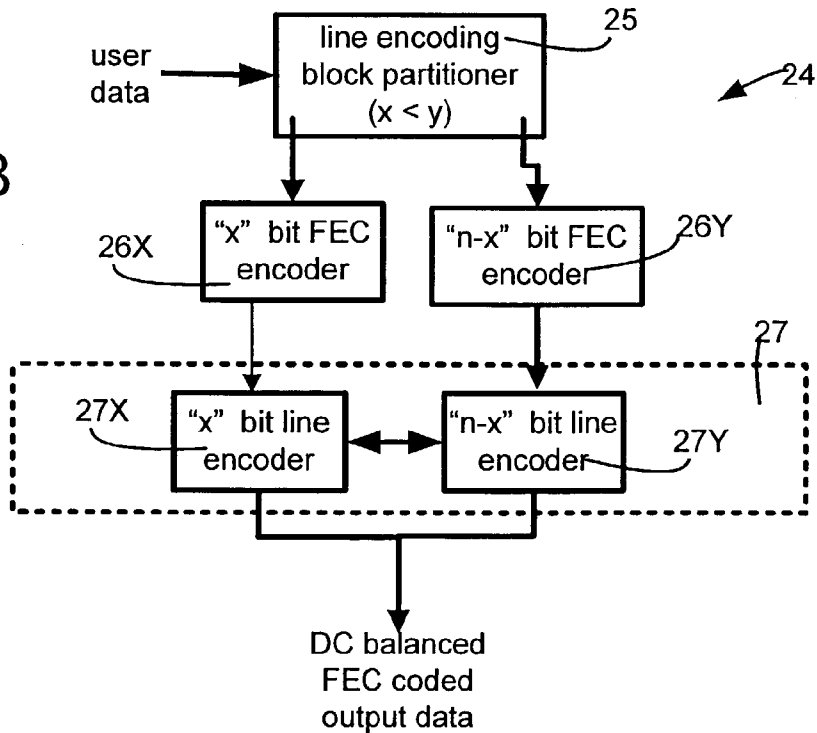 25
line encoding
block partitioner
(x < y)
user
data
24
“x” bit FEC
encoder
26X
“n-x” bit FEC
encoder
26Y
27
“x” bit line
encoder
27X
“n-x” bit line
encoder
27Y
DC balanced
FEC coded
output data